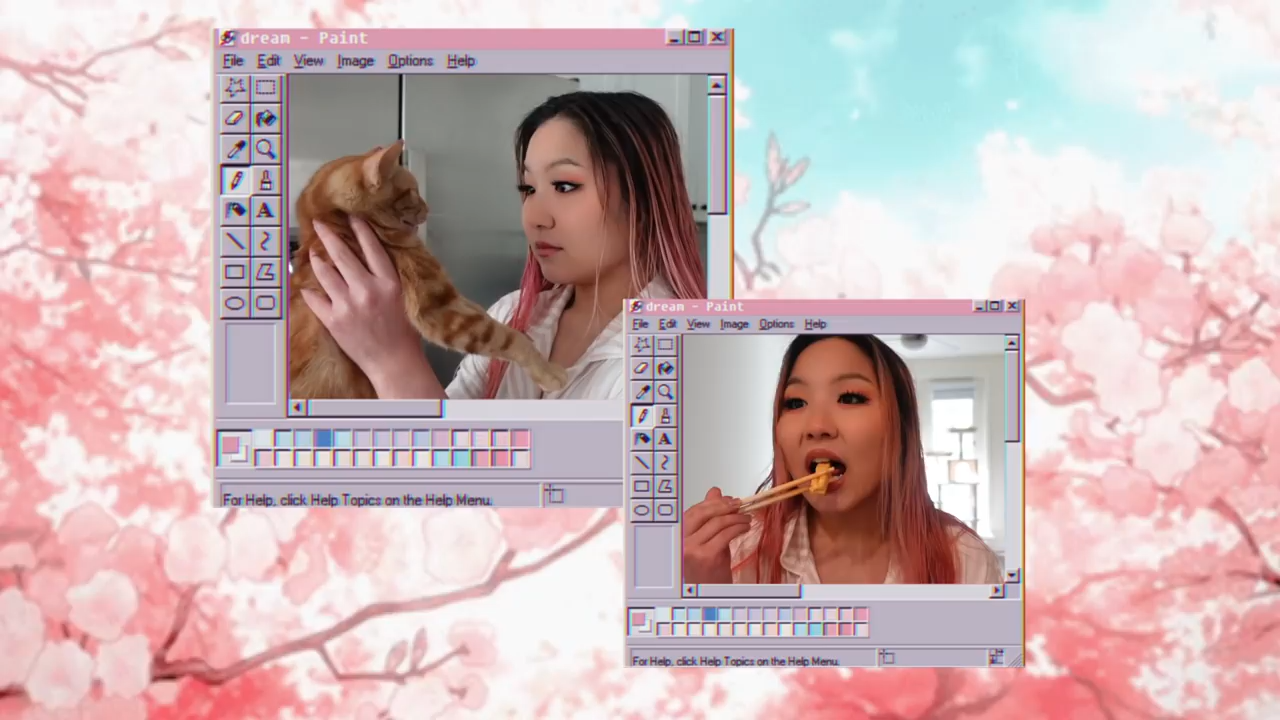 dream - Paint
File Edit View Image Options Help
A
For Help, click Help Topics on the Help Menu.
dream - Paint
File Edit View Image Options Help
A
For Help, click Help Topics on the Help Menu.